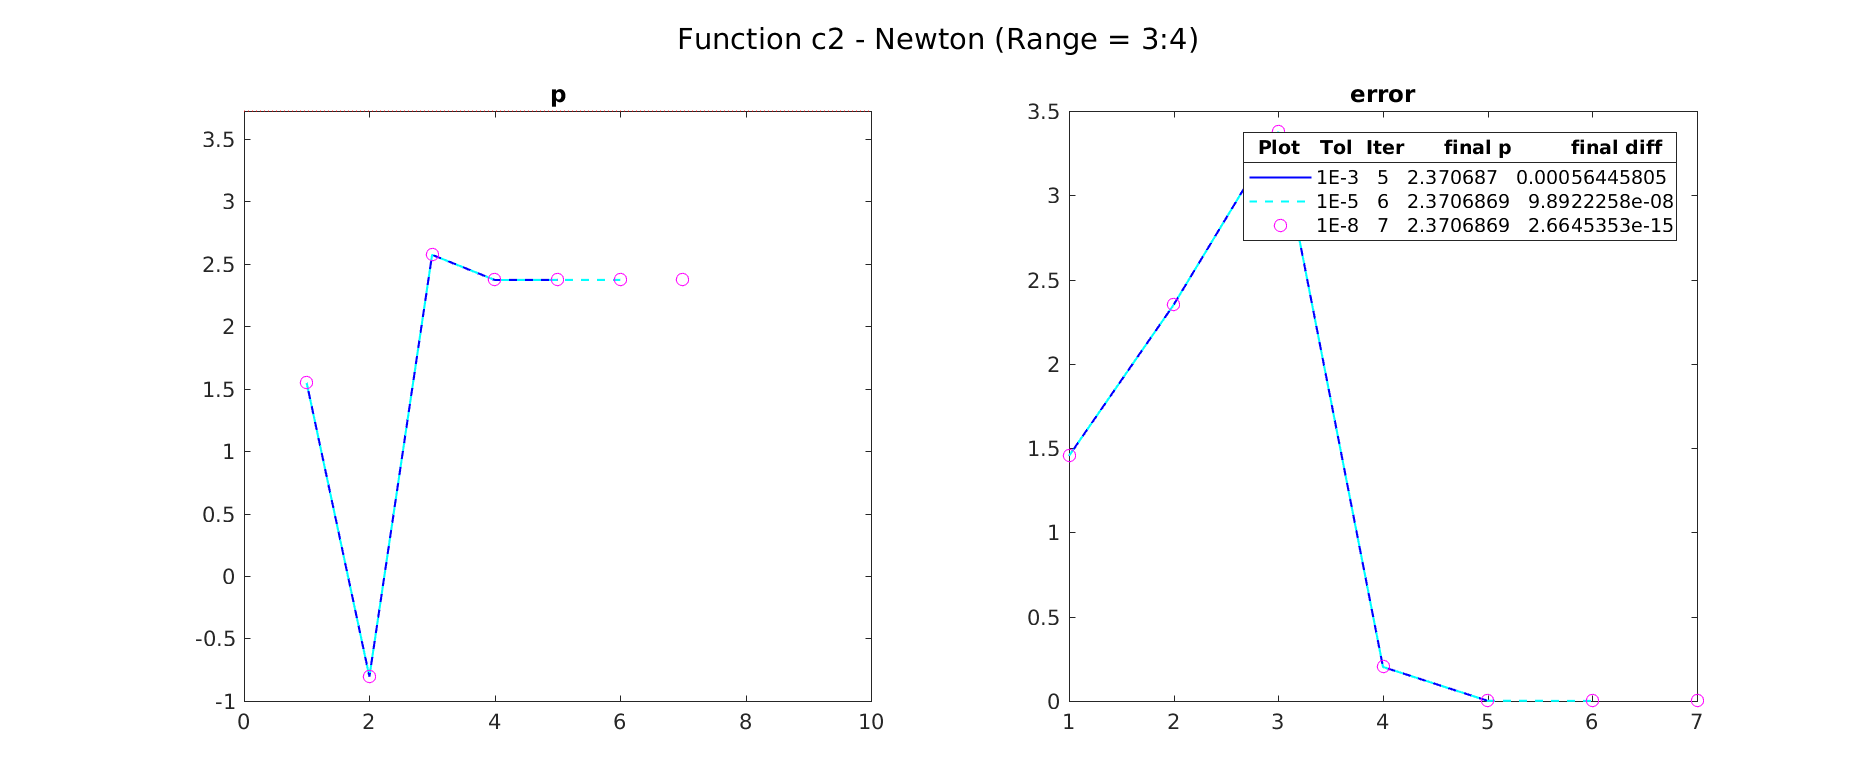 Function c2 - Newton (Range = 3:4)
p
3.5
3
2.5
2
1.5
1
0.5
0
-0.5
-1
0 2 4 6 8 10
error
3.5
3
2.5
2
1.5
1
0.5
0
1 2 3 4 5 6 7
Plot Tol Iter final p final diff
1E-3 5 2.370687 0.00056445805
1E-5 6 2.3706869 9.8922258e-08
1E-8 7 2.3706869 2.6645353e-15